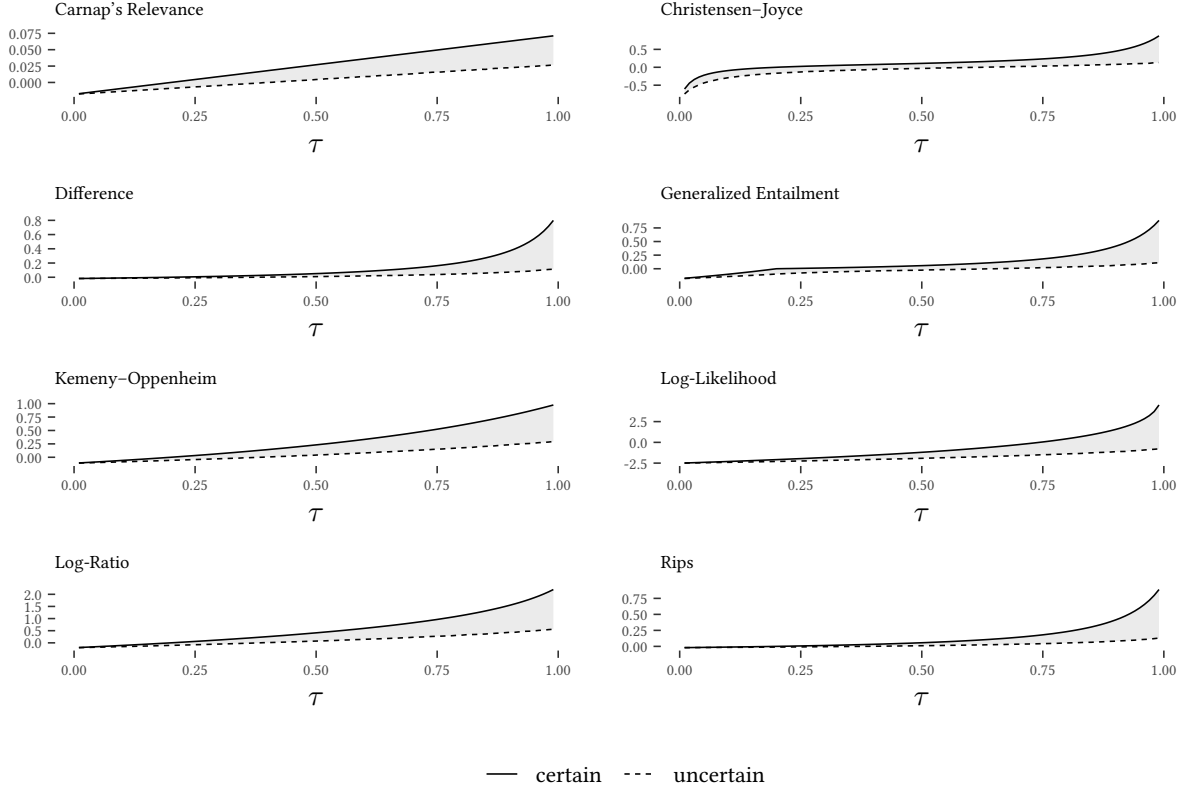 Carnap's Relevance
0.075
0.050
0.025
0.000
0.00 0.25 0.50 0.75 1.00
τ
Christensen–Joyce
0.5
0.0
-0.5
0.00 0.25 0.50 0.75 1.00
τ
Difference
0.8
0.6
0.4
0.2
0.0
0.00 0.25 0.50 0.75 1.00
τ
Generalized Entailment
0.75
0.50
0.25
0.00
0.00 0.25 0.50 0.75 1.00
τ
Kemeny–Oppenheim
1.00
0.75
0.50
0.25
0.00
0.00 0.25 0.50 0.75 1.00
τ
Log-Likelihood
2.5
0.0
-2.5
0.00 0.25 0.50 0.75 1.00
τ
Log-Ratio
2.0
1.5
1.0
0.5
0.0
0.00 0.25 0.50 0.75 1.00
τ
Rips
0.75
0.50
0.25
0.00
0.00 0.25 0.50 0.75 1.00
τ
certain uncertain